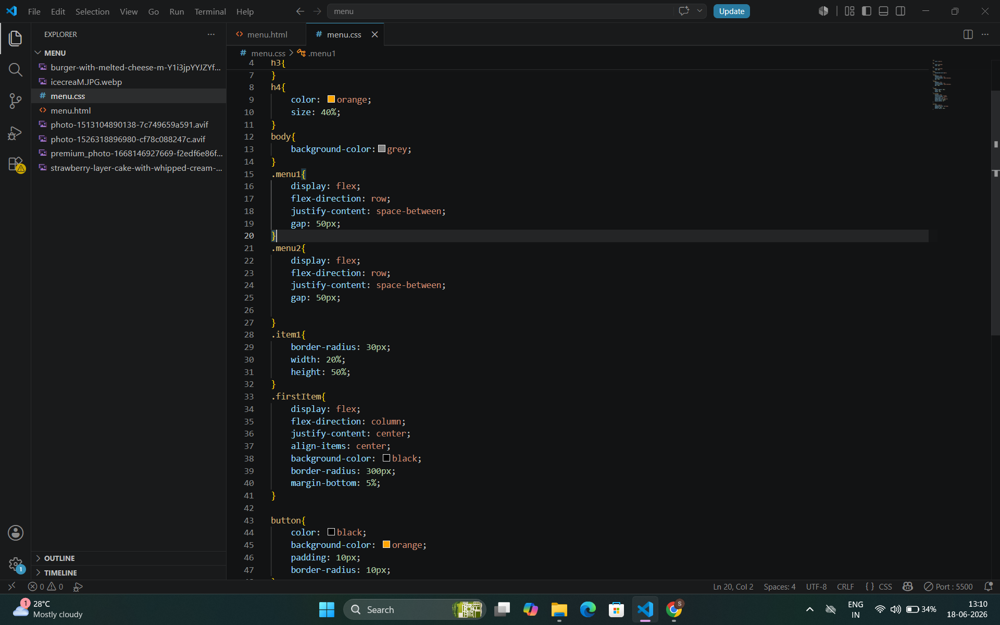 File Edit Selection View Go Run Terminal Help
menu
Update
EXPLORER
MENU
burger-with-melted-cheese-m-Y1i3jpYYJZYf...
icecreaM.JPG.webp
# menu.css
<> menu.html
photo-1513104890138-7c749659a591.avif
photo-1526318896980-cf78c088247c.avif
premium_photo-1668146927669-f2edf6e86f...
strawberry-layer-cake-with-whipped-cream-...
OUTLINE
TIMELINE
<> menu.html
# menu.css
# menu.css > .menu1
4 h3{
7 }
8 h4{
9 color: orange;
10 size: 40%;
11 }
12 body{
13 background-color: grey;
14 }
15 .menu1{
16 display: flex;
17 flex-direction: row;
18 justify-content: space-between;
19 gap: 50px;
20 }
21 .menu2{
22 display: flex;
23 flex-direction: row;
24 justify-content: space-between;
25 gap: 50px;
26
27 }
28 .item1{
29 border-radius: 30px;
30 width: 20%;
31 height: 50%;
32 }
33 .firstItem{
34 display: flex;
35 flex-direction: column;
36 justify-content: center;
37 align-items: center;
38 background-color: black;
39 border-radius: 300px;
40 margin-bottom: 5%;
41 }
42
43 button{
44 color: black;
45 background-color: orange;
46 padding: 10px;
47 border-radius: 10px;
1
0 0
Ln 20, Col 2 Spaces: 4 UTF-8 CRLF { } CSS Port : 5500
1
28°C
Mostly cloudy
Search
S
ENG
IN
34%
13:10
18-06-2026